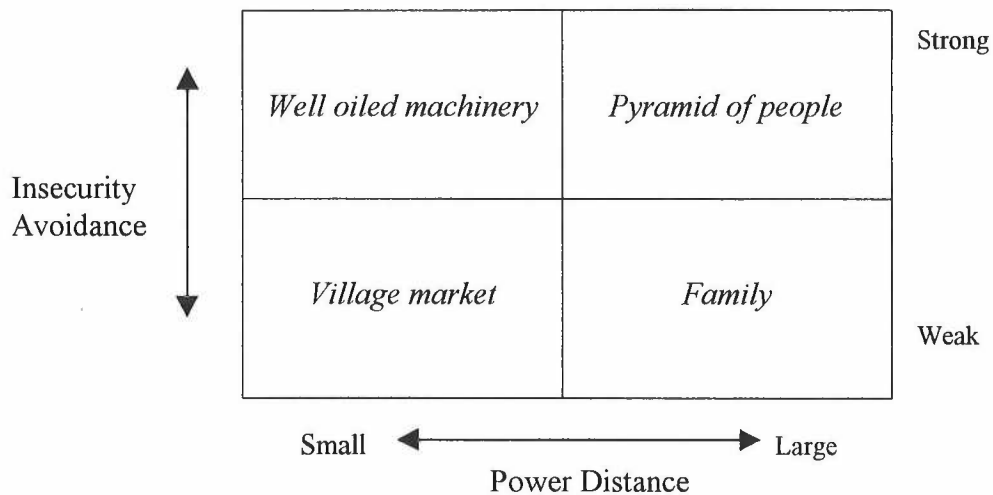 Strong
Well oiled machinery
Pyramid of people
Insecurity
Avoidance
Village market
Family
Weak
Small
Large
Power Distance